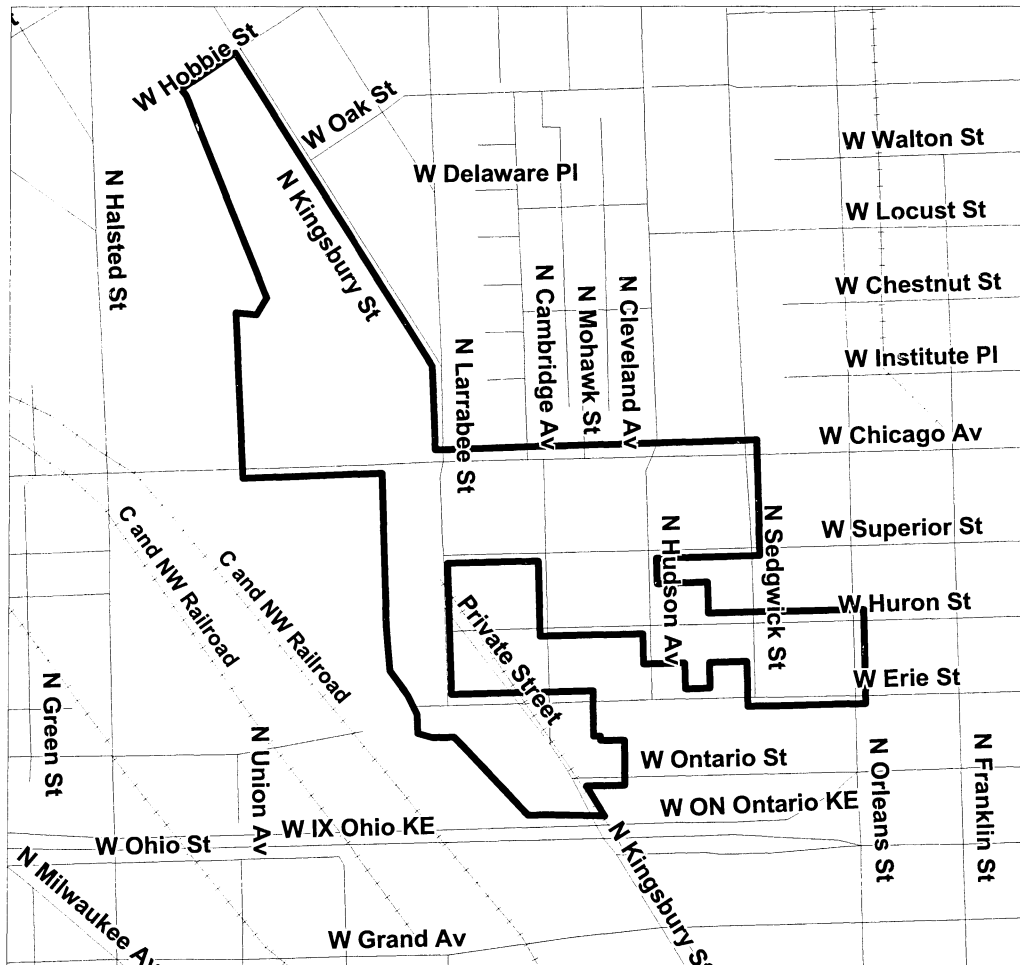 t
W Hobbie St
W Oak St
W Walton St
W Delaware Pl
N Halsted St
N Kingsbury St
W Locust St
W Chestnut St
N Cambridge Av
N Mohawk St
N Cleveland Av
N Larrabee St
W Institute Pl
W Chicago Av
C and NW Railroad
C and NW Railroad
N Hudson Av
N Sedgwick St
W Superior St
W Huron St
Private Street
W Erie St
N Green St
N Union Av
W Ontario St
N Orleans St
N Franklin St
W ON Ontario KE
W IX Ohio KE
W Ohio St
N Milwaukee Av
N Kingsbury St
W Grand Av